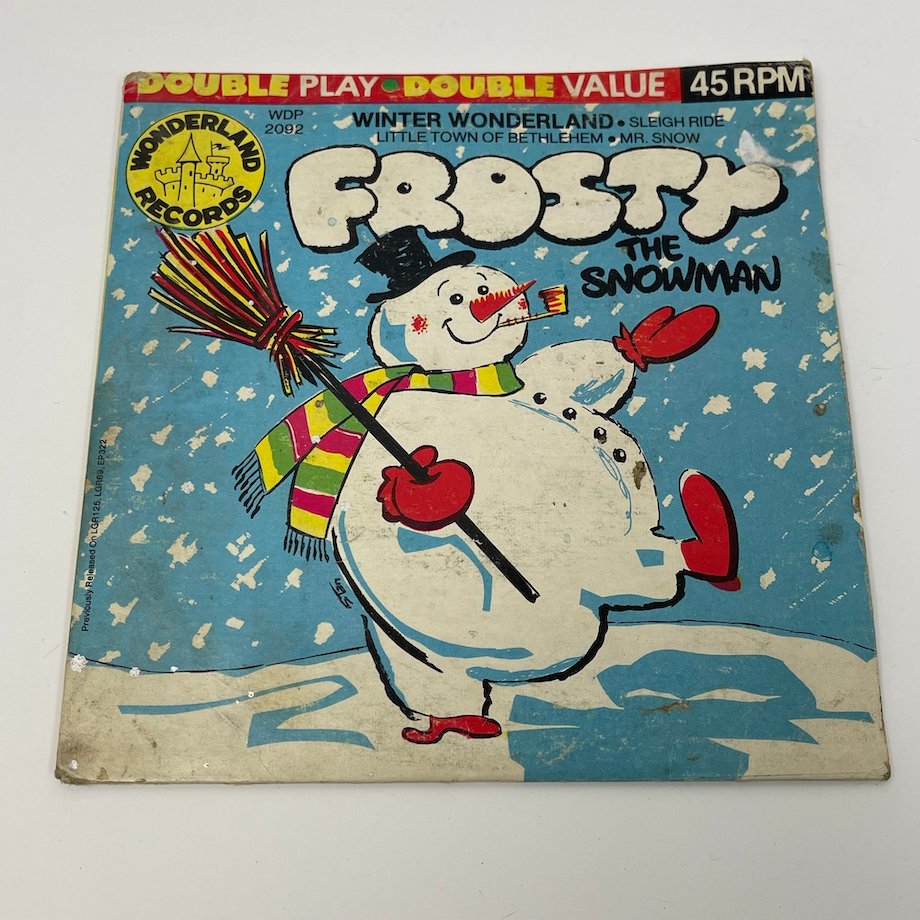 DOUBLE PLAY • DOUBLE VALUE 45 RPM
WDP
2092
WINTER WONDERLAND • SLEIGH RIDE
LITTLE TOWN OF BETHLEHEM • MR. SNOW
WONDERLAND
RECORDS
FROSTY
THE
SNOWMAN
Previously Released On LGR125, LGR69, EP322